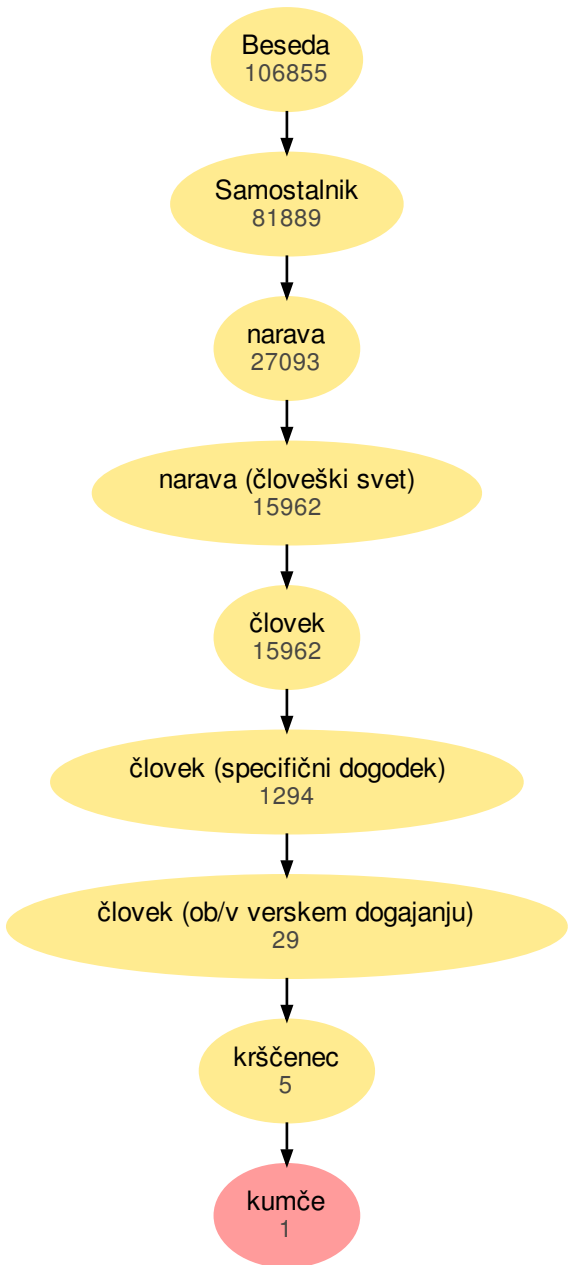 Beseda
106855
Samostalnik
81889
narava
27093
narava (človeški svet)
15962
človek
15962
človek (specifični dogodek)
1294
človek (ob/v verskem dogajanju)
29
krščenec
5
kumče
1